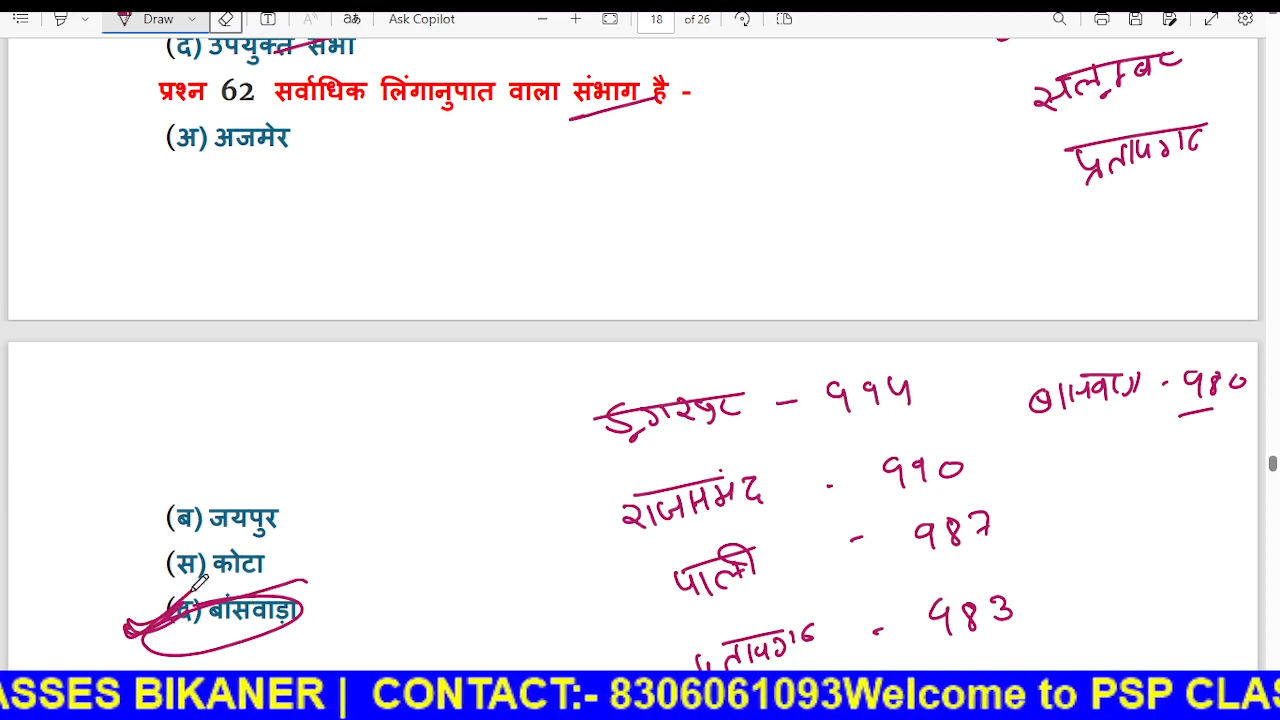 Draw
Ask Copilot
18 of 26
(द) उपयुक्त सभी
प्रश्न 62 सर्वाधिक लिंगानुपात वाला संभाग है -
(अ) अजमेर
सलूम्बर
प्रतापगढ
डूंगरपुर - 994
बासवाडा - 980
राजसमंद - 990
(ब) जयपुर
पाली - 987
(स) कोटा
(द) बांसवाड़ा
प्रतापगढ - 983
ASSES BIKANER | CONTACT:- 8306061093Welcome to PSP CLAS